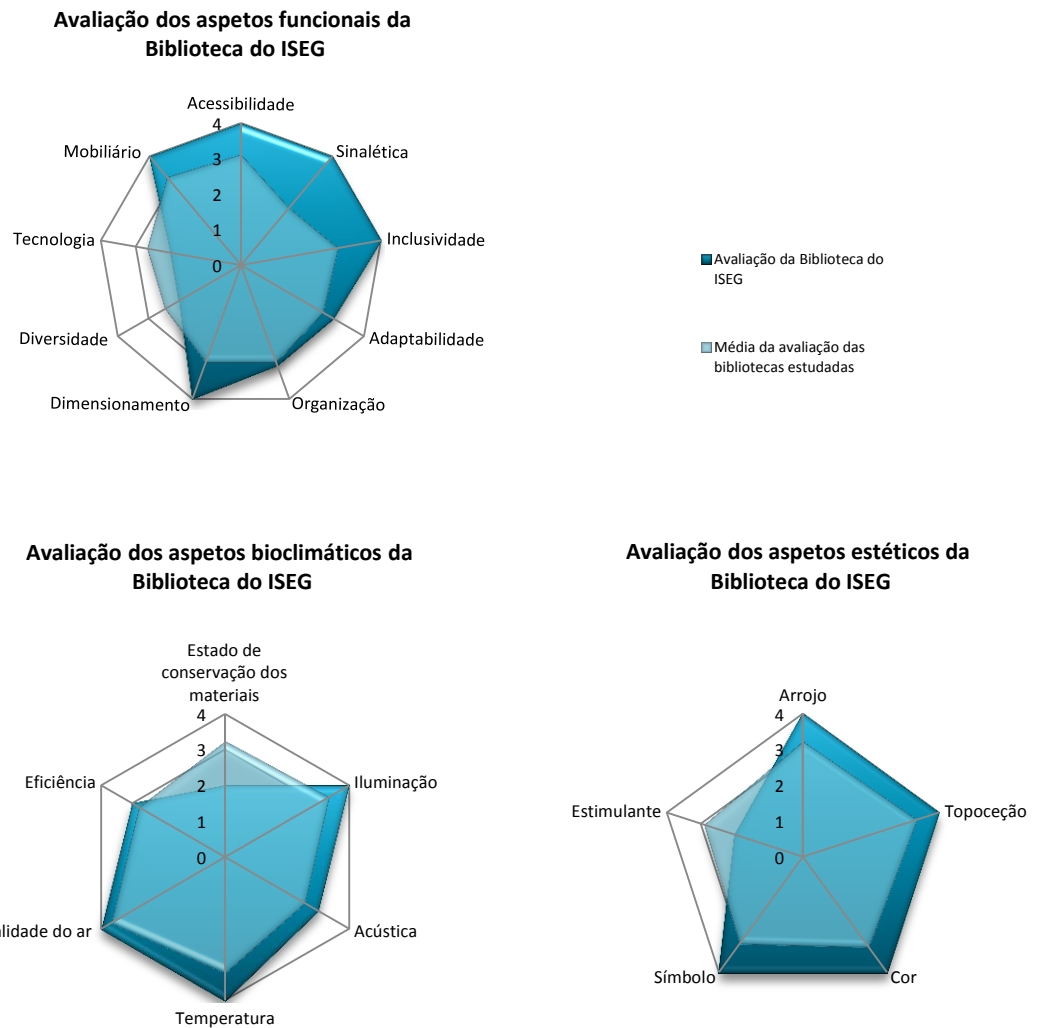 Avaliação dos aspetos funcionais da
Biblioteca do ISEG
Acessibilidade
Sinalética
Inclusividade
Adaptabilidade
Organização
Dimensionamento
Diversidade
Tecnologia
Mobiliário
4
3
2
1
0
Avaliação da Biblioteca do
ISEG
Média da avaliação das
bibliotecas estudadas
Avaliação dos aspetos bioclimáticos da
Biblioteca do ISEG
Estado de
conservação dos
materiais
Iluminação
Acústica
Temperatura
alidade do ar
Eficiência
4
3
2
1
0
Avaliação dos aspetos estéticos da
Biblioteca do ISEG
Arrojo
Topoceção
Cor
Símbolo
Estimulante
4
3
2
1
0